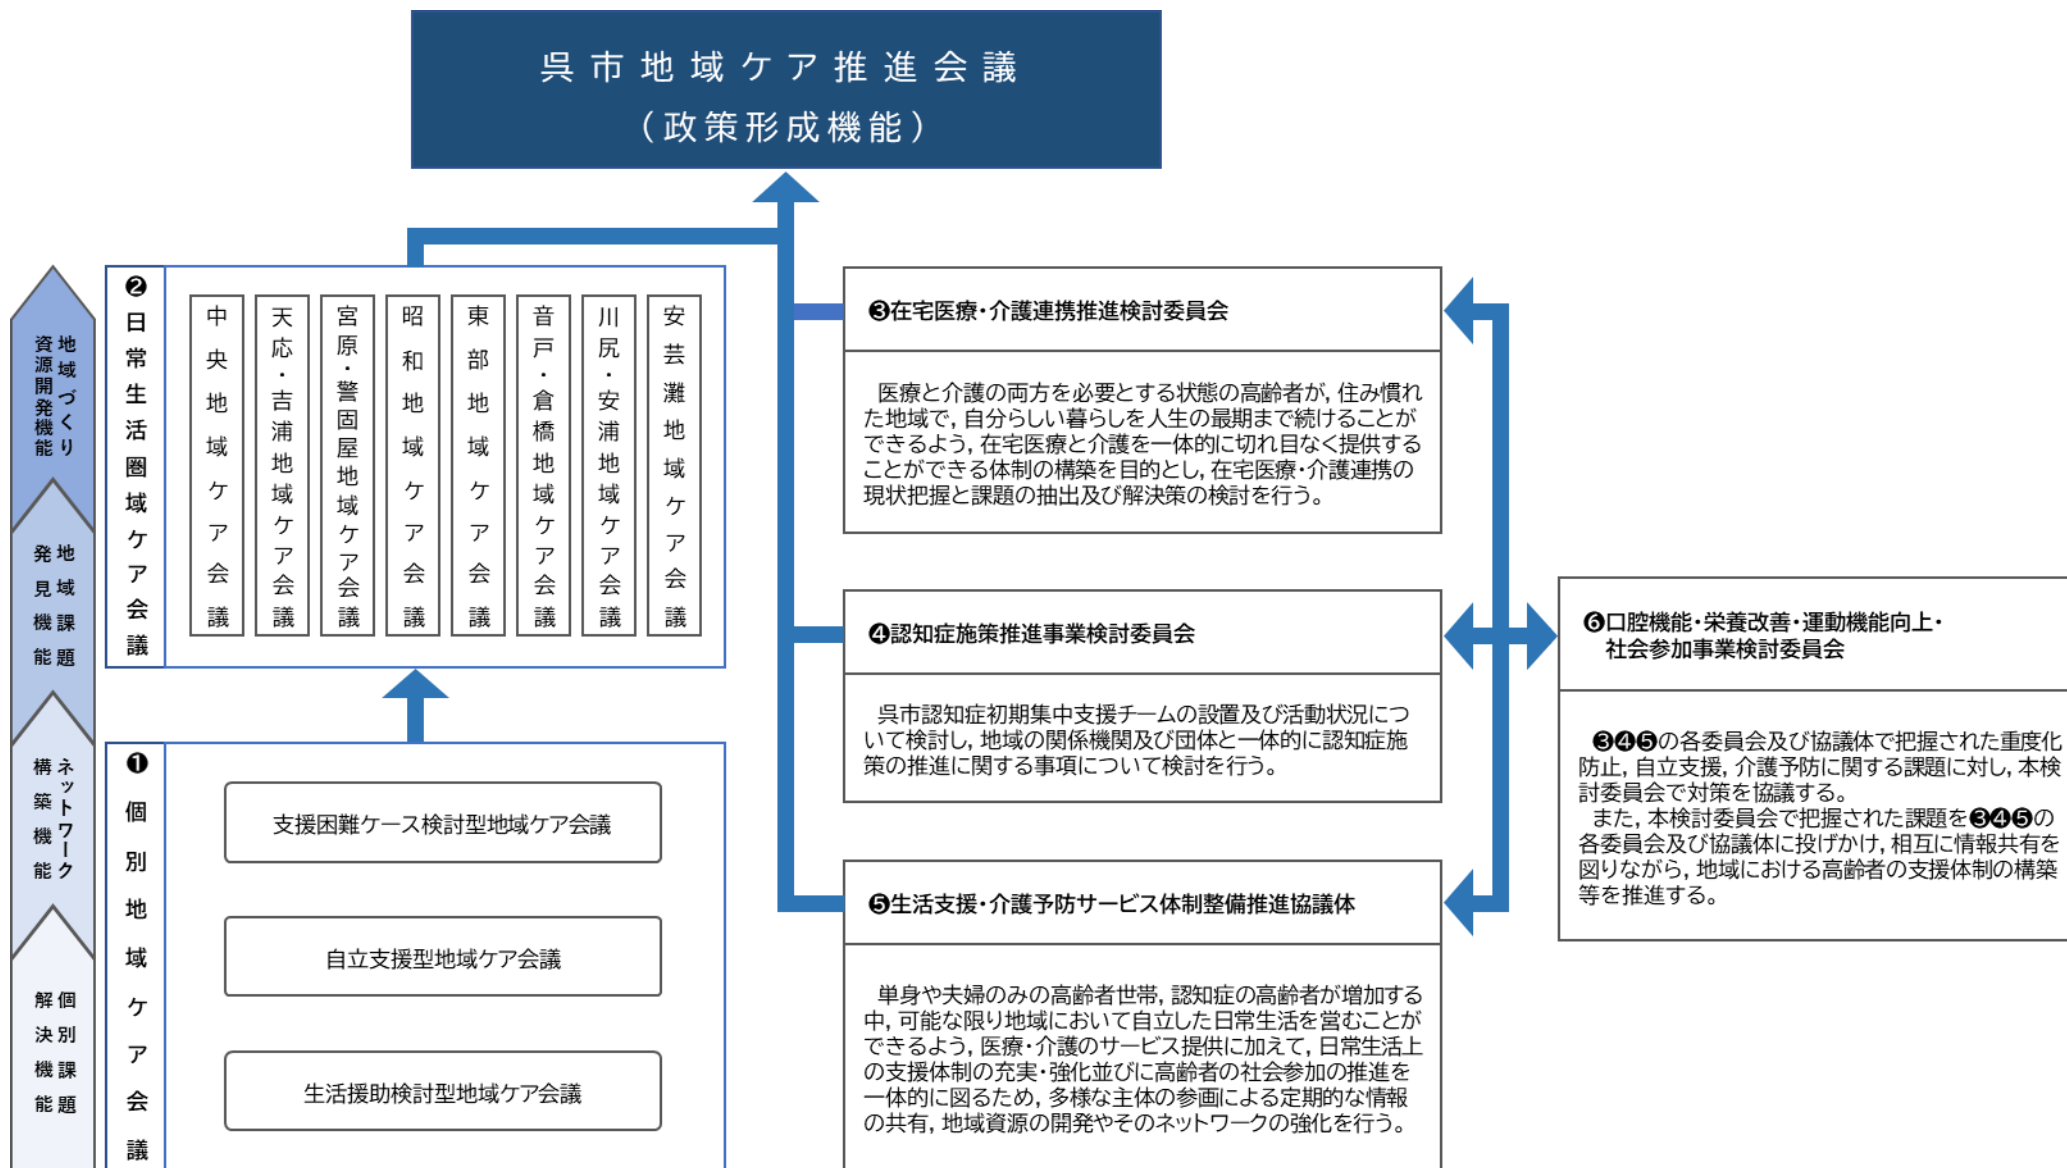 呉市地域ケア推進会議
（政策形成機能）
地域づくり
資源開発機能
地域課題
発見機能
ネットワーク
構築機能
個別課題
解決機能
❷日常生活圏域ケア会議
中央地域ケア会議
天応・吉浦地域ケア会議
宮原・警固屋地域ケア会議
昭和地域ケア会議
東部地域ケア会議
音戸・倉橋地域ケア会議
川尻・安浦地域ケア会議
安芸灘地域ケア会議
❶個別地域ケア会議
支援困難ケース検討型地域ケア会議
自立支援型地域ケア会議
生活援助検討型地域ケア会議
❸在宅医療・介護連携推進検討委員会
医療と介護の両方を必要とする状態の高齢者が，住み慣れ
た地域で，自分らしい暮らしを人生の最期まで続けることが
できるよう，在宅医療と介護を一体的に切れ目なく提供する
ことができる体制の構築を目的とし，在宅医療・介護連携の
現状把握と課題の抽出及び解決策の検討を行う。
❹認知症施策推進事業検討委員会
呉市認知症初期集中支援チームの設置及び活動状況につ
いて検討し，地域の関係機関及び団体と一体的に認知症施
策の推進に関する事項について検討を行う。
❺生活支援・介護予防サービス体制整備推進協議体
単身や夫婦のみの高齢者世帯，認知症の高齢者が増加する
中，可能な限り地域において自立した日常生活を営むことが
できるよう，医療・介護のサービス提供に加えて，日常生活上
の支援体制の充実・強化並びに高齢者の社会参加の推進を
一体的に図るため，多様な主体の参画による定期的な情報
の共有，地域資源の開発やそのネットワークの強化を行う。
❻口腔機能・栄養改善・運動機能向上・
社会参加事業検討委員会
❸❹❺の各委員会及び協議体で把握された重度化
防止，自立支援，介護予防に関する課題に対し，本検
討委員会で対策を協議する。
また，本検討委員会で把握された課題を❸❹❺の
各委員会及び協議体に投げかけ，相互に情報共有を
図りながら，地域における高齢者の支援体制の構築
等を推進する。